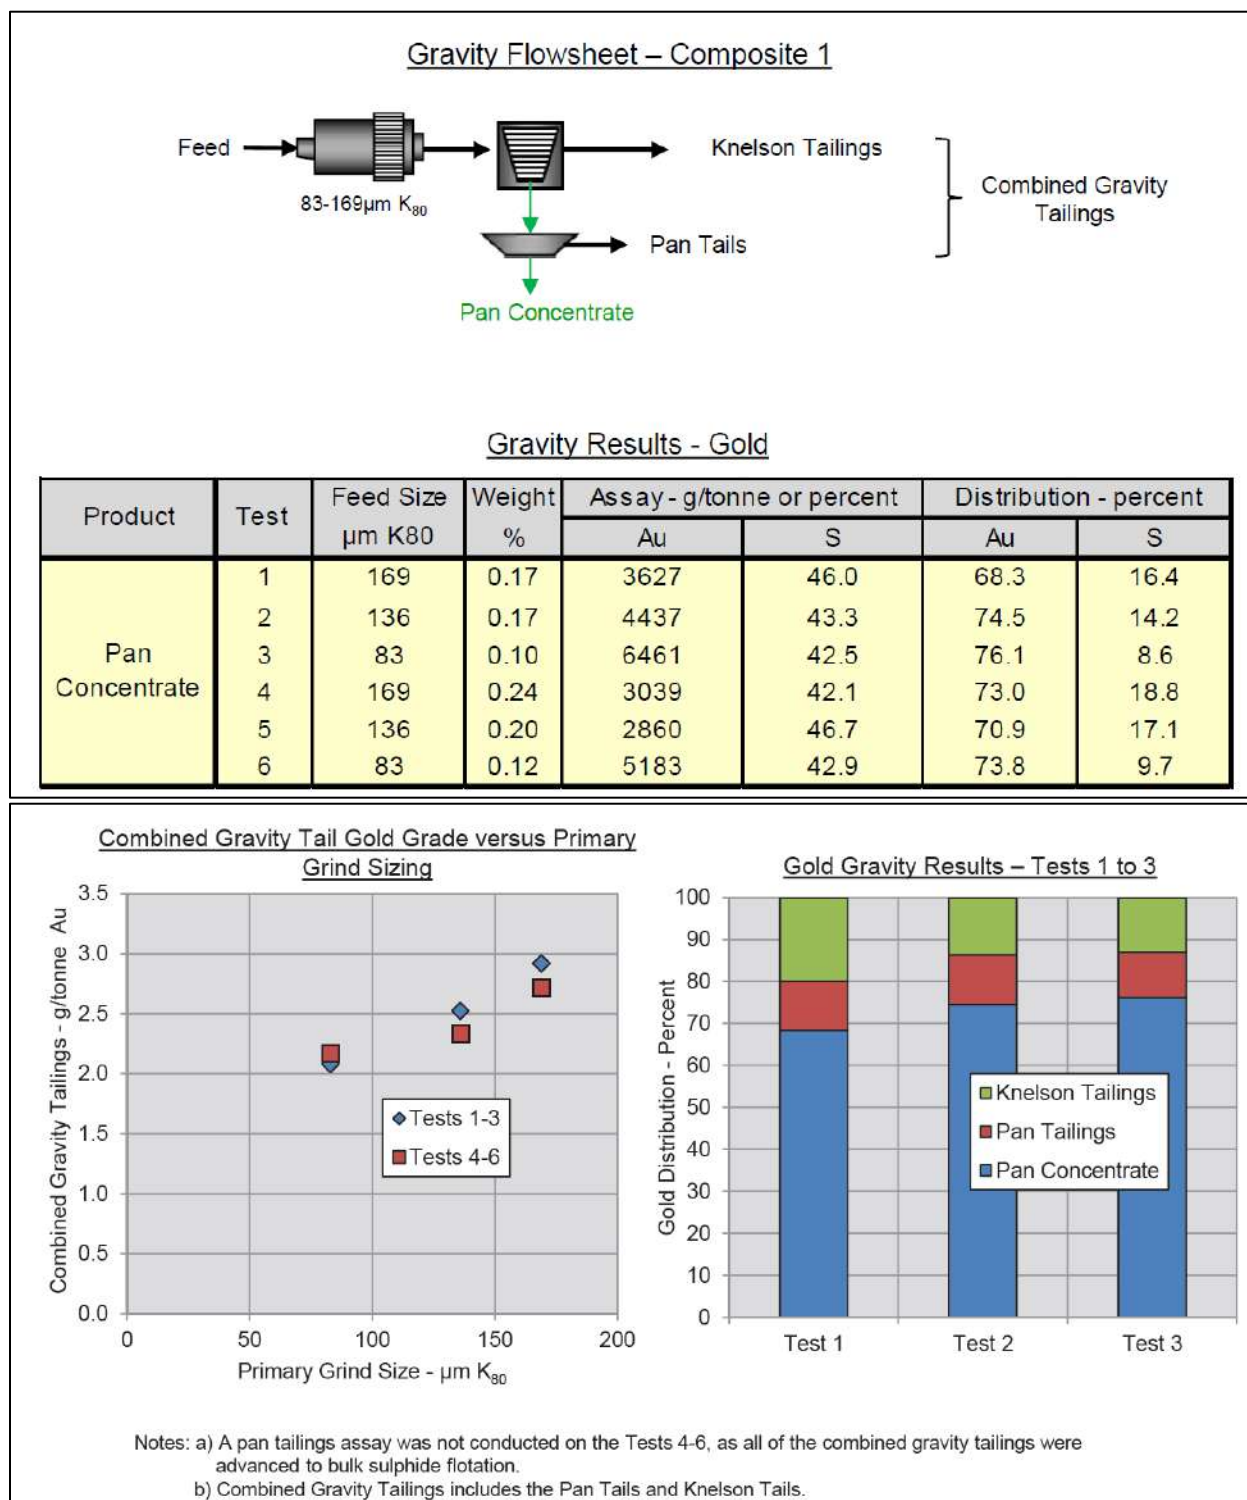 Gravity Flowsheet – Composite 1
Feed
83-169µm K80
Knelson Tailings
Combined Gravity
Tailings
Pan Tails
Pan Concentrate
Gravity Results - Gold
Product Test Feed Size Weight Assay - g/tonne or percent Distribution - percent
µm K80 % Au S Au S
1 169 0.17 3627 46.0 68.3 16.4
2 136 0.17 4437 43.3 74.5 14.2
Pan 3 83 0.10 6461 42.5 76.1 8.6
Concentrate 4 169 0.24 3039 42.1 73.0 18.8
5 136 0.20 2860 46.7 70.9 17.1
6 83 0.12 5183 42.9 73.8 9.7
Combined Gravity Tail Gold Grade versus Primary
Grind Sizing
Combined Gravity Tailings - g/tonne Au
3.5
3.0
2.5
2.0
1.5
1.0
0.5
0.0
0 50 100 150 200
Primary Grind Size - µm K80
Tests 1-3
Tests 4-6
Gold Gravity Results – Tests 1 to 3
Gold Distribution - Percent
100
90
80
70
60
50
40
30
20
10
0
Knelson Tailings
Pan Tailings
Pan Concentrate
Test 1 Test 2 Test 3
Notes: a) A pan tailings assay was not conducted on the Tests 4-6, as all of the combined gravity tailings were
advanced to bulk sulphide flotation.
b) Combined Gravity Tailings includes the Pan Tails and Knelson Tails.